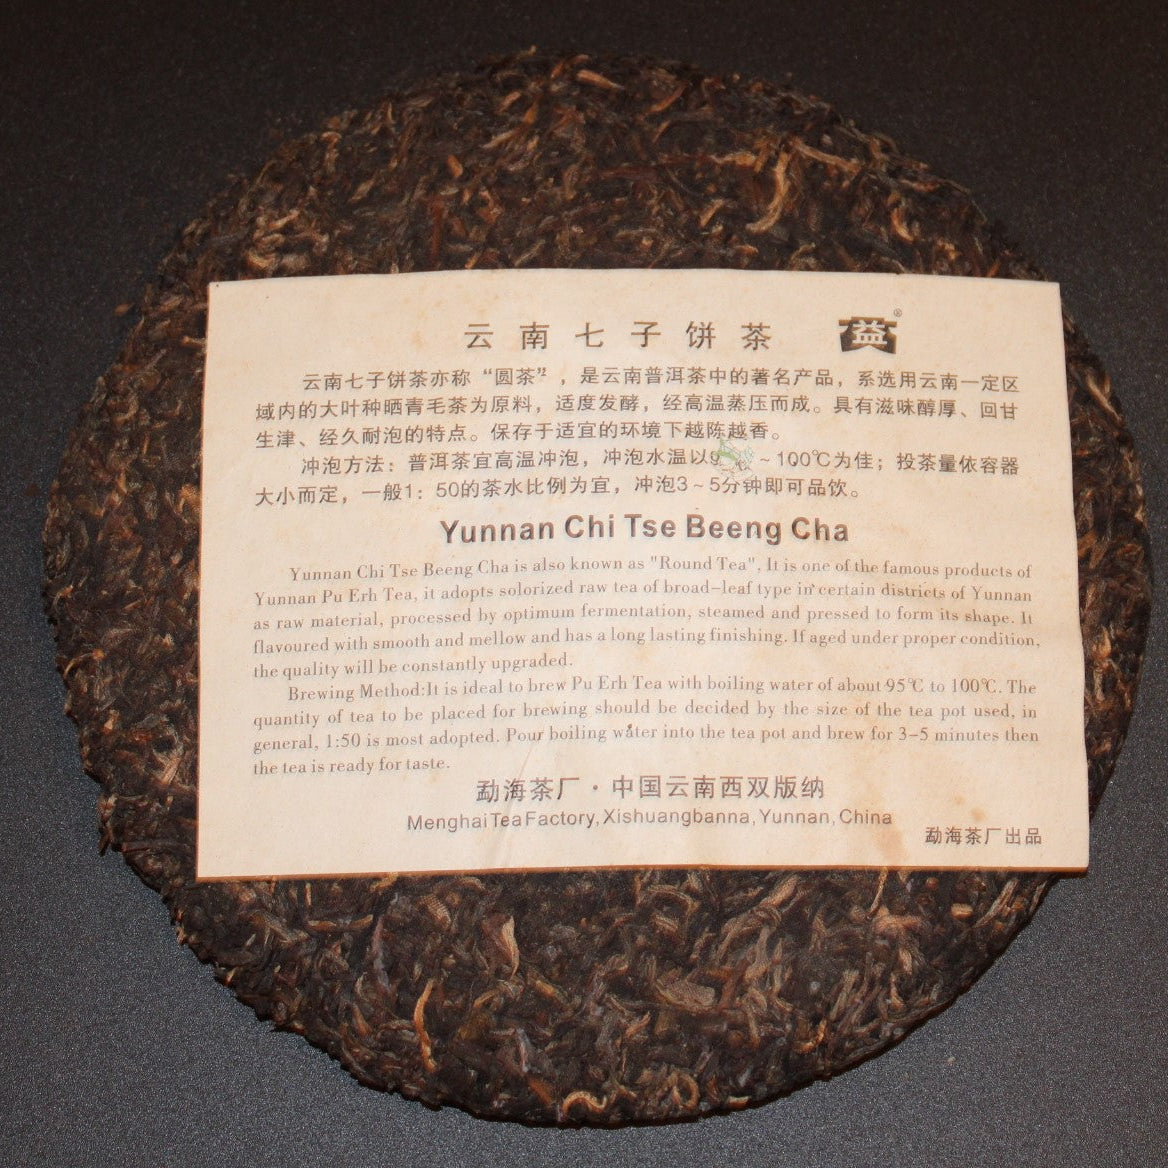 云南七子饼茶 益®
云南七子饼茶亦称“圆茶”，是云南普洱茶中的著名产品，系选用云南一定区
域内的大叶种晒青毛茶为原料，适度发酵，经高温蒸压而成。具有滋味醇厚、回甘
生津、经久耐泡的特点。保存于适宜的环境下越陈越香。
冲泡方法：普洱茶宜高温冲泡，冲泡水温以9 ～100℃为佳；投茶量依容器
大小而定，一般1：50的茶水比例为宜，冲泡3～5分钟即可品饮。
Yunnan Chi Tse Beeng Cha
Yunnan Chi Tse Beeng Cha is also known as "Round Tea", It is one of the famous products of
Yunnan Pu Erh Tea, it adopts solorized raw tea of broad-leaf type in certain districts of Yunnan
as raw material, processed by optimum fermentation, steamed and pressed to form its shape. It
flavoured with smooth and mellow and has a long lasting finishing. If aged under proper condition,
the quality will be constantly upgraded.
Brewing Method:It is ideal to brew Pu Erh Tea with boiling water of about 95℃ to 100℃. The
quantity of tea to be placed for brewing should be decided by the size of the tea pot used, in
general, 1:50 is most adopted. Pour boiling water into the tea pot and brew for 3-5 minutes then
the tea is ready for taste.
勐海茶厂·中国云南西双版纳
Menghai Tea Factory, Xishuangbanna, Yunnan, China
勐海茶厂出品